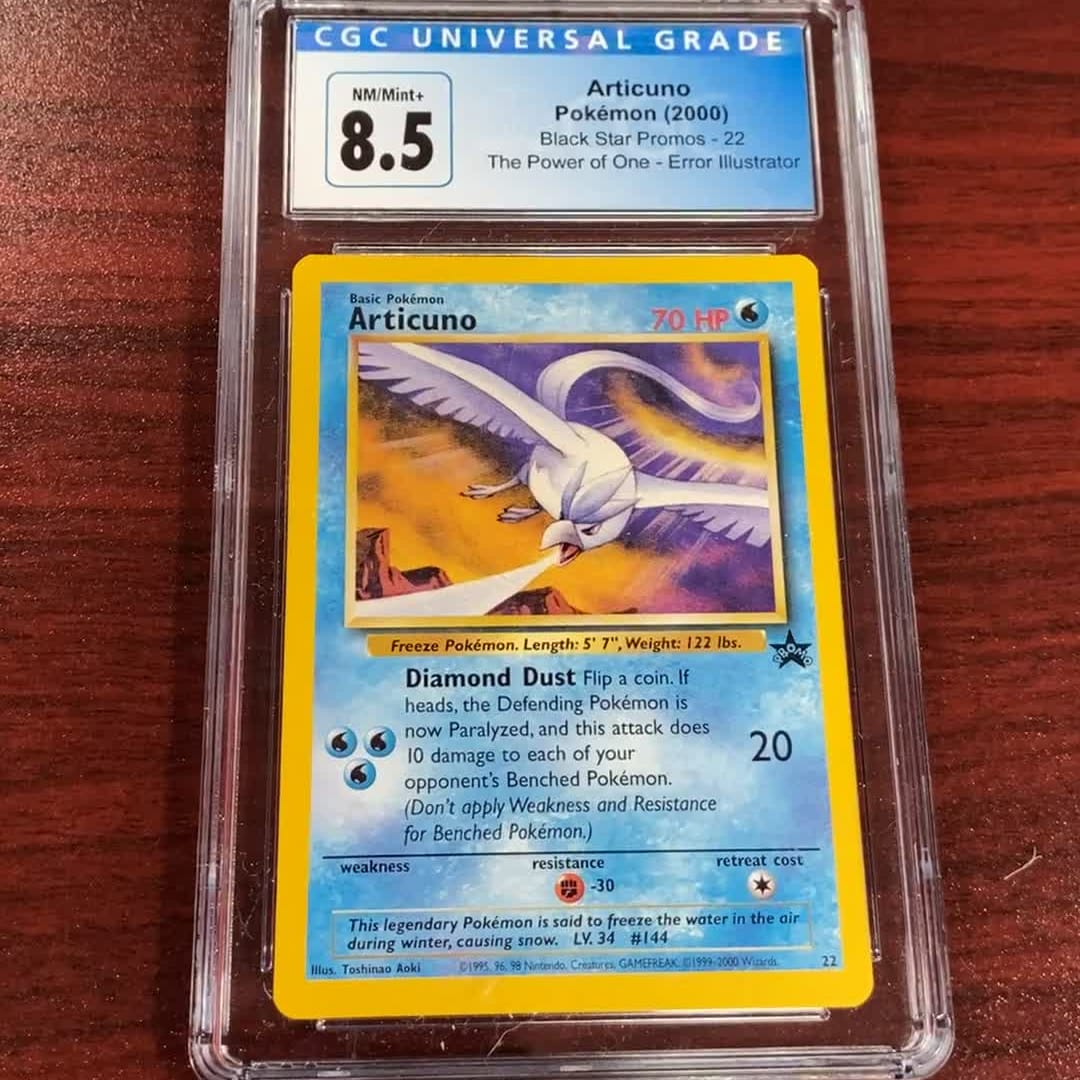 CGC UNIVERSAL GRADE
NM/Mint+
8.5
Articuno
Pokémon (2000)
Black Star Promos - 22
The Power of One - Error Illustrator
Basic Pokémon
Articuno
70 HP
Freeze Pokémon. Length: 5' 7", Weight: 122 lbs.
PROMO
Diamond Dust Flip a coin. If
heads, the Defending Pokémon is
now Paralyzed, and this attack does
10 damage to each of your
opponent's Benched Pokémon.
(Don't apply Weakness and Resistance
for Benched Pokémon.)
20
weakness
resistance
retreat cost
-30
This legendary Pokémon is said to freeze the water in the air
during winter, causing snow. LV. 34 #144
Illus. Toshinao Aoki
©1995, 96, 98 Nintendo, Creatures, GAMEFREAK. ©1999-2000 Wizards.
22